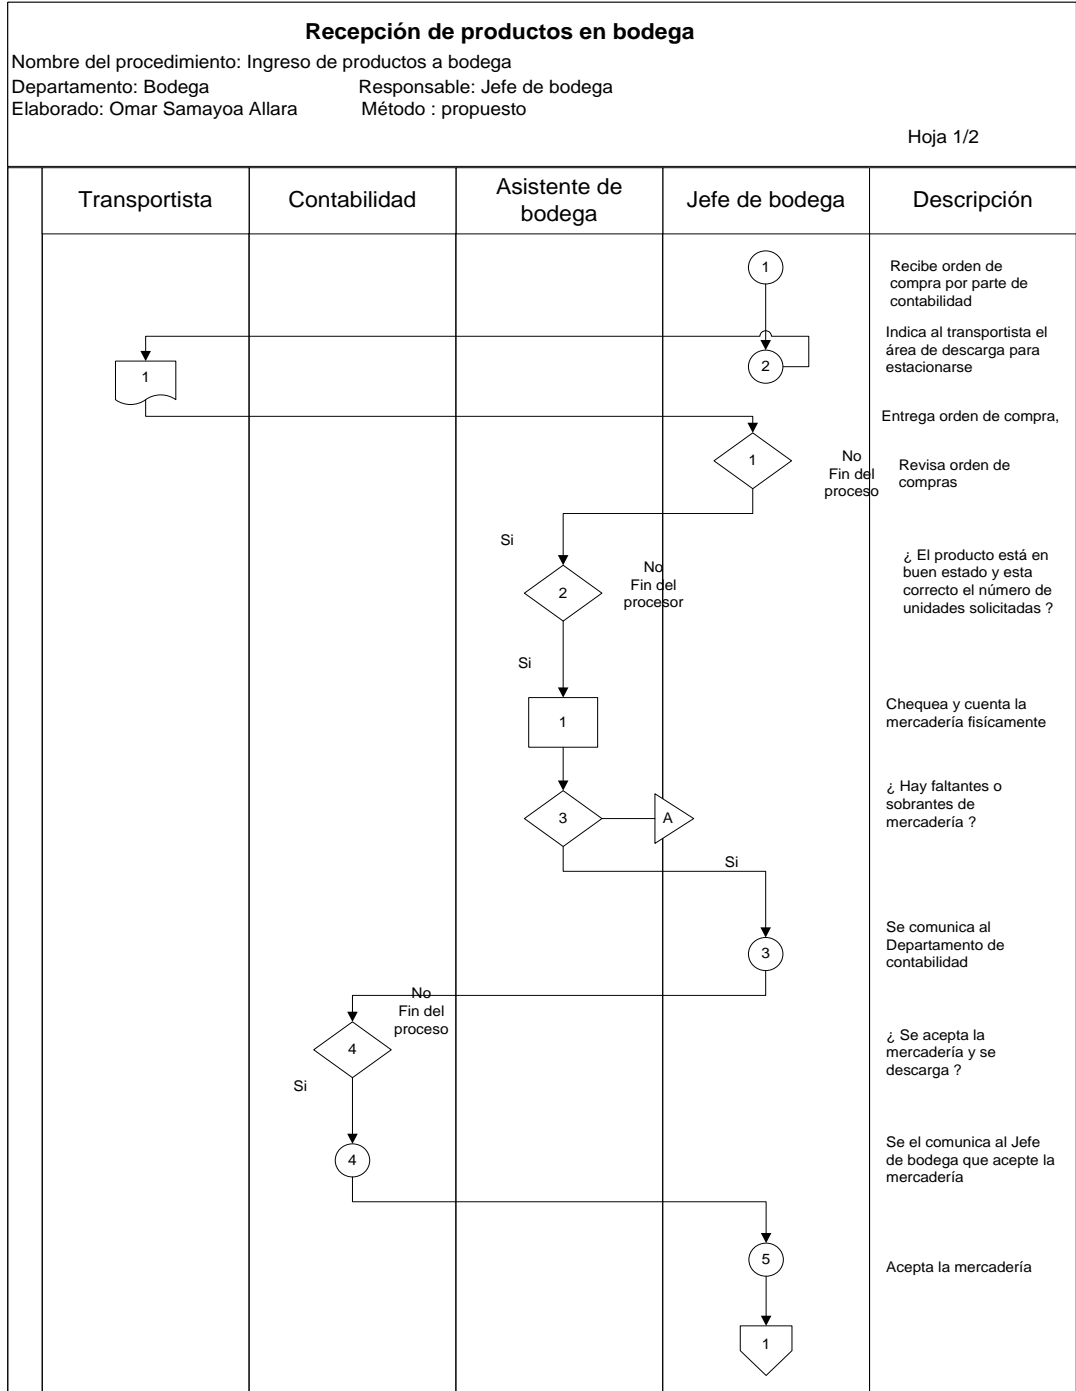 Recepción de productos en bodega
Nombre del procedimiento: Ingreso de productos a bodega
Departamento: Bodega Responsable: Jefe de bodega
Elaborado: Omar Samayoa Allara Método : propuesto
Hoja 1/2
Transportista
Contabilidad
Asistente de
bodega
Jefe de bodega
Descripción
1
Recibe orden de
compra por parte de
contabilidad
2
Indica al transportista el
área de descarga para
estacionarse
1
Entrega orden de compra,
1
No
Fin del
proceso
Revisa orden de
compras
Si
2
No
Fin del
procesor
¿ El producto está en
buen estado y esta
correcto el número de
unidades solicitadas ?
Si
1
Chequea y cuenta la
mercadería fisícamente
3
A
¿ Hay faltantes o
sobrantes de
mercadería ?
Si
3
Se comunica al
Departamento de
contabilidad
No
Fin del
proceso
4
¿ Se acepta la
mercadería y se
descarga ?
Si
4
Se el comunica al Jefe
de bodega que acepte la
mercadería
5
Acepta la mercadería
1